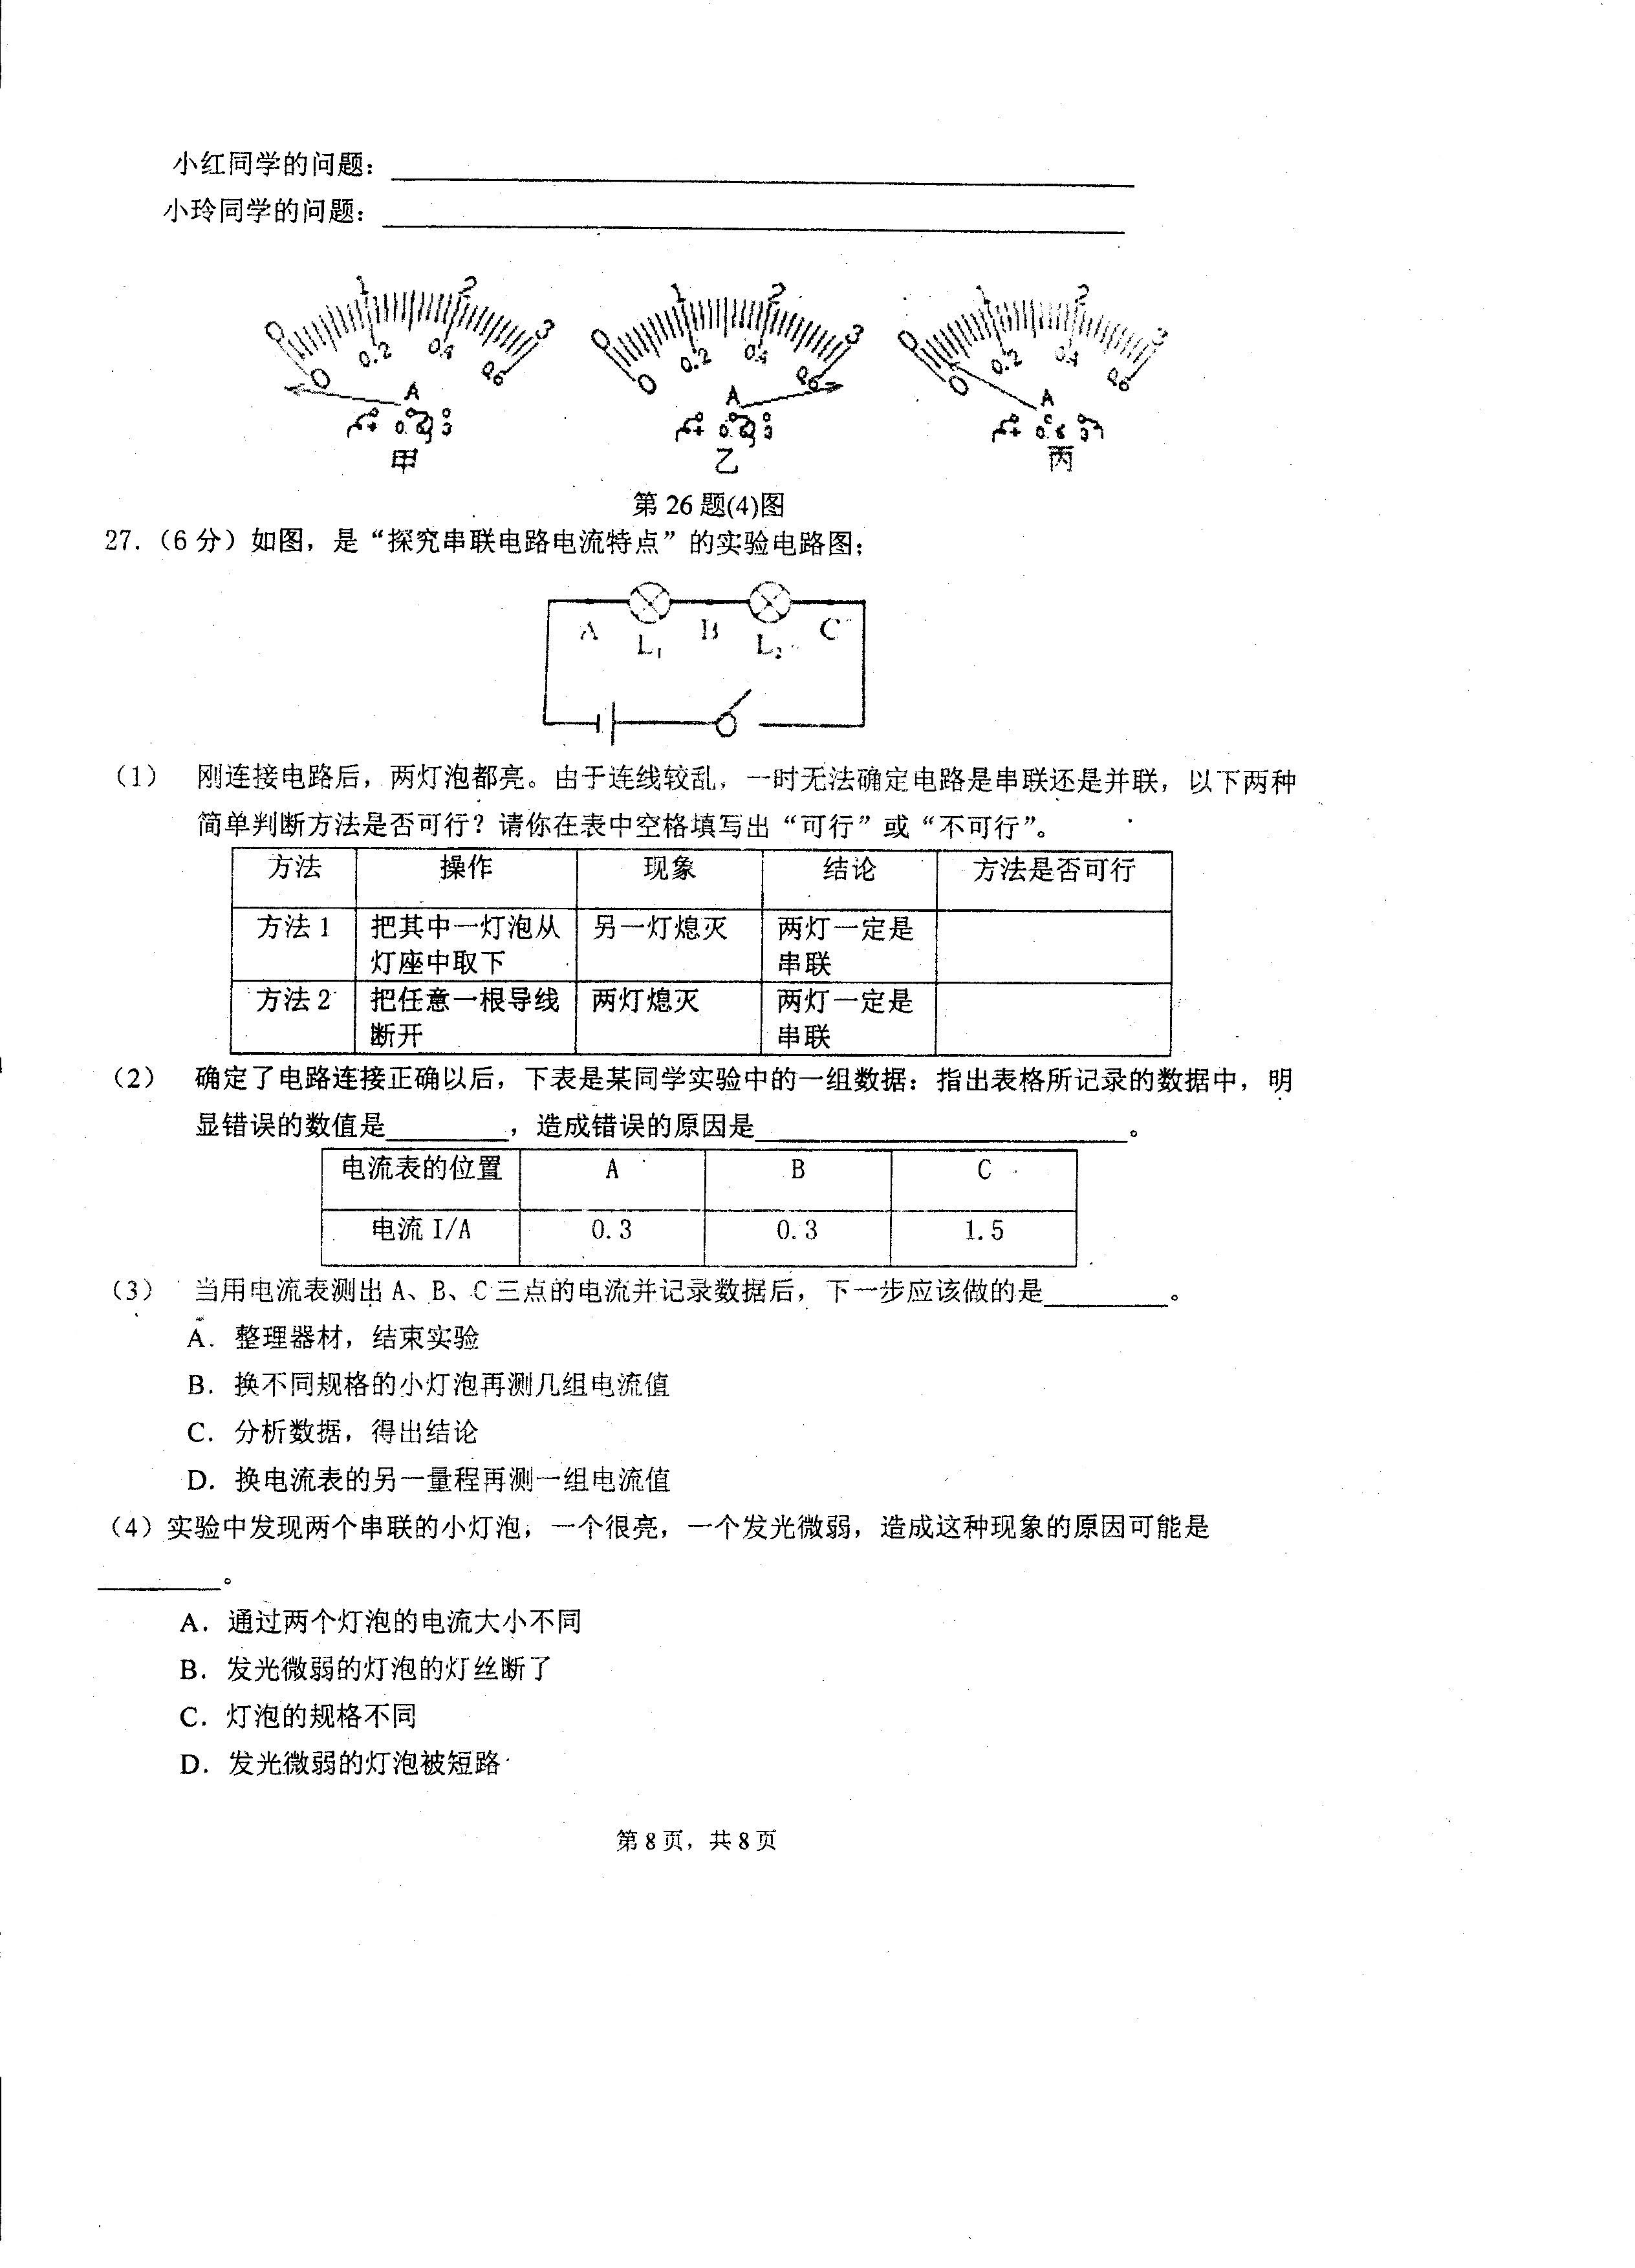 小红同学的问题：
小玲同学的问题：
0 1 2 3
0 0.2 0.4 0.6
A
0.6 3
甲
0 1 2 3
0 0.2 0.4 0.6
A
0.6 3
乙
0 1 2 3
0 0.2 0.4 0.6
A
0.6 3
丙
第 26 题(4)图
27.（6 分）如图，是“探究串联电路电流特点”的实验电路图；
A L₁ B L₂ C
（1） 刚连接电路后，两灯泡都亮。由于连线较乱，一时无法确定电路是串联还是并联，以下两种
简单判断方法是否可行？请你在表中空格填写出“可行”或“不可行”。
方法 操作 现象 结论 方法是否可行
方法 1 把其中一灯泡从灯座中取下 另一灯熄灭 两灯一定是串联
方法 2 把任意一根导线断开 两灯熄灭 两灯一定是串联
（2） 确定了电路连接正确以后，下表是某同学实验中的一组数据：指出表格所记录的数据中，明
显错误的数值是________，造成错误的原因是________________________。
电流表的位置 A B C
电流 I/A 0.3 0.3 1.5
（3） 当用电流表测出 A、B、C 三点的电流并记录数据后，下一步应该做的是________。
A．整理器材，结束实验
B．换不同规格的小灯泡再测几组电流值
C．分析数据，得出结论
D．换电流表的另一量程再测一组电流值
（4）实验中发现两个串联的小灯泡，一个很亮，一个发光微弱，造成这种现象的原因可能是
________。
A．通过两个灯泡的电流大小不同
B．发光微弱的灯泡的灯丝断了
C．灯泡的规格不同
D．发光微弱的灯泡被短路
第 8 页，共 8 页